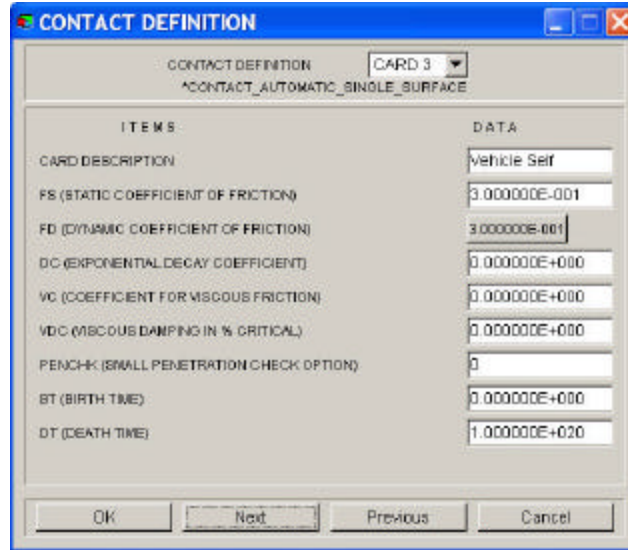 CONTACT DEFINITION
CONTACT DEFINITION CARD 3
*CONTACT_AUTOMATIC_SINGLE_SURFACE
ITEMS DATA
CARD DESCRIPTION Vehicle Self
FS (STATIC COEFFICIENT OF FRICTION) 3.000000E-001
FD (DYNAMIC COEFFICIENT OF FRICTION) 3.000000E-001
DC (EXPONENTIAL DECAY COEFFICIENT) 0.000000E+000
VC (COEFFICIENT FOR VISCOUS FRICTION) 0.000000E+000
VDC (VISCOUS DAMPING IN % CRITICAL) 0.000000E+000
PENCHK (SMALL PENETRATION CHECK OPTION) 0
BT (BIRTH TIME) 0.000000E+000
DT (DEATH TIME) 1.000000E+020
OK Next Previous Cancel